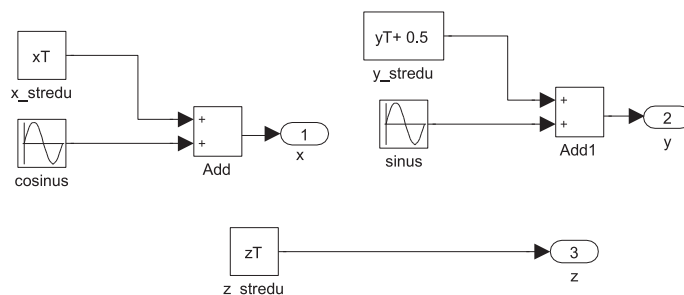 xT
x_stredu
cosinus
+
+
Add
1
x
yT+ 0.5
y_stredu
sinus
+
+
Add1
2
y
zT
z_stredu
3
z